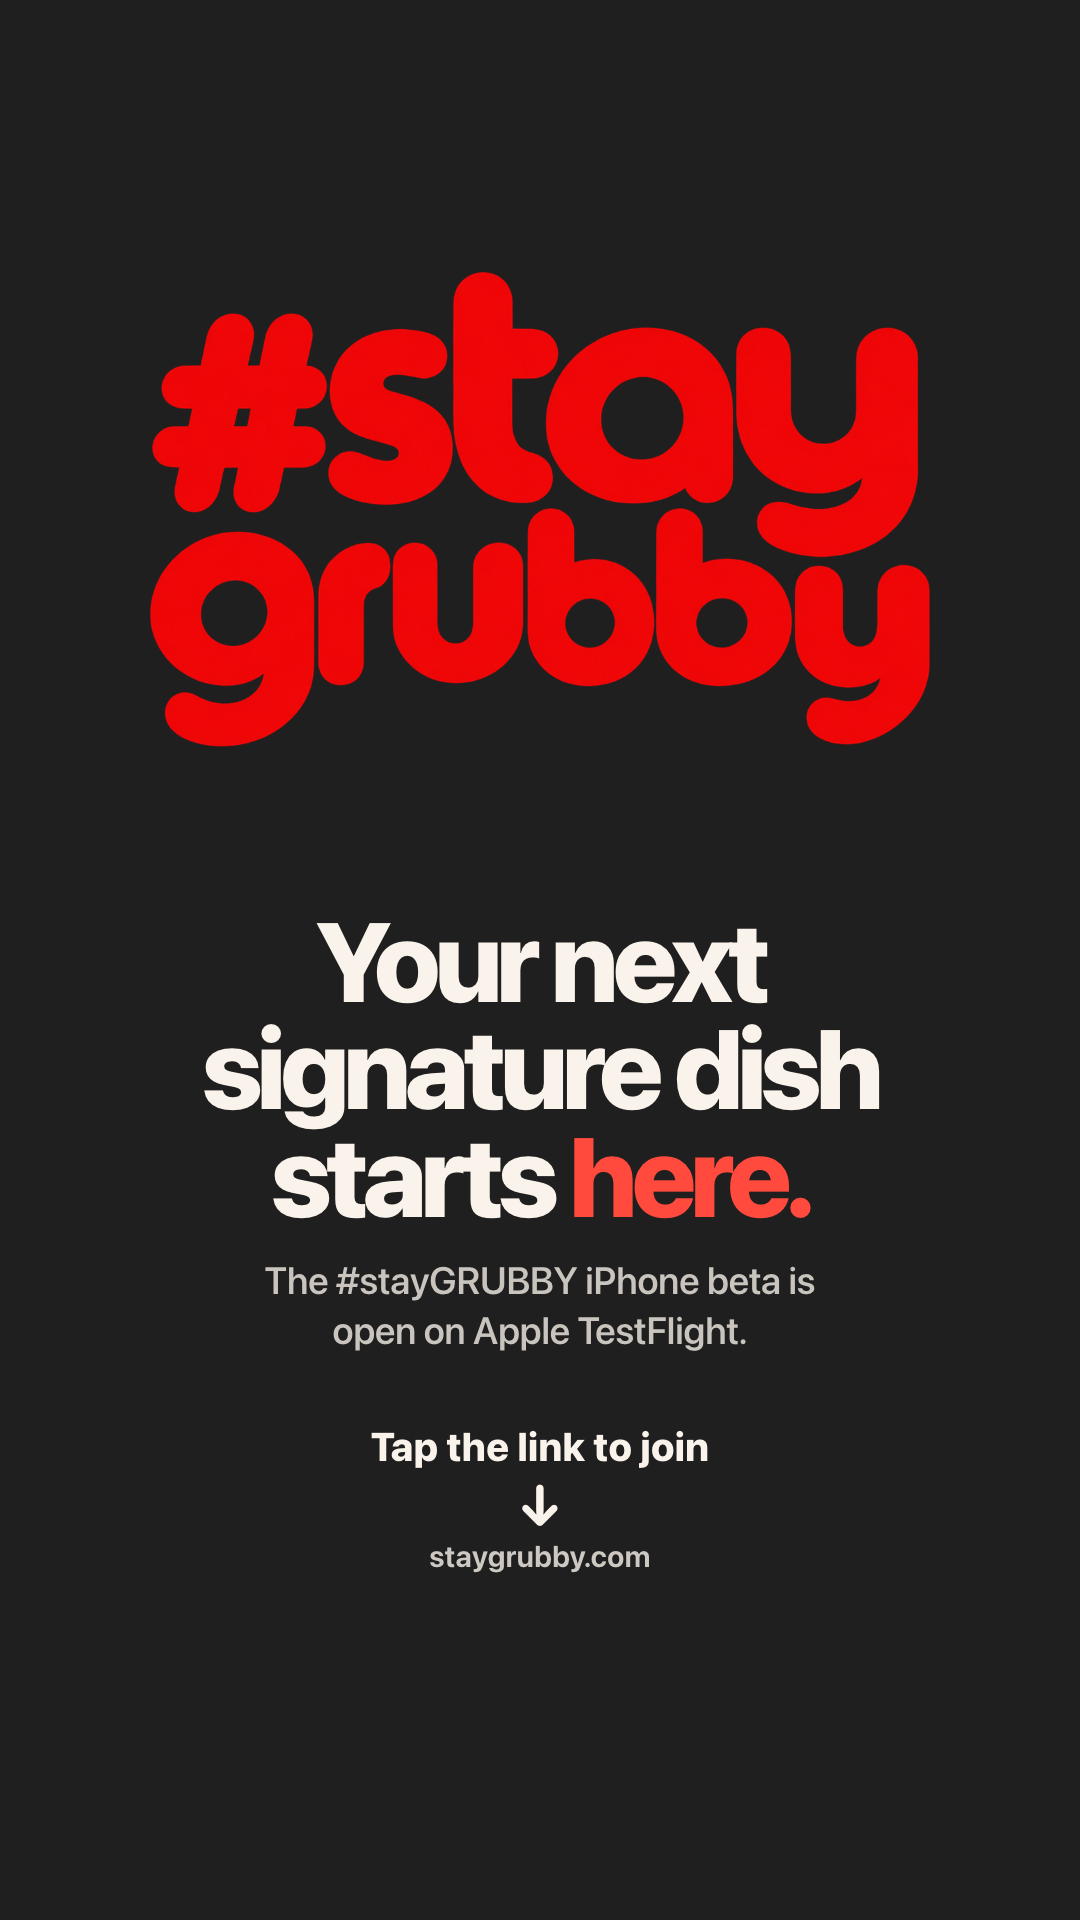 #stay
grubby
Your next
signature dish
starts here.
The #stayGRUBBY iPhone beta is
open on Apple TestFlight.
Tap the link to join
↓
staygrubby.com